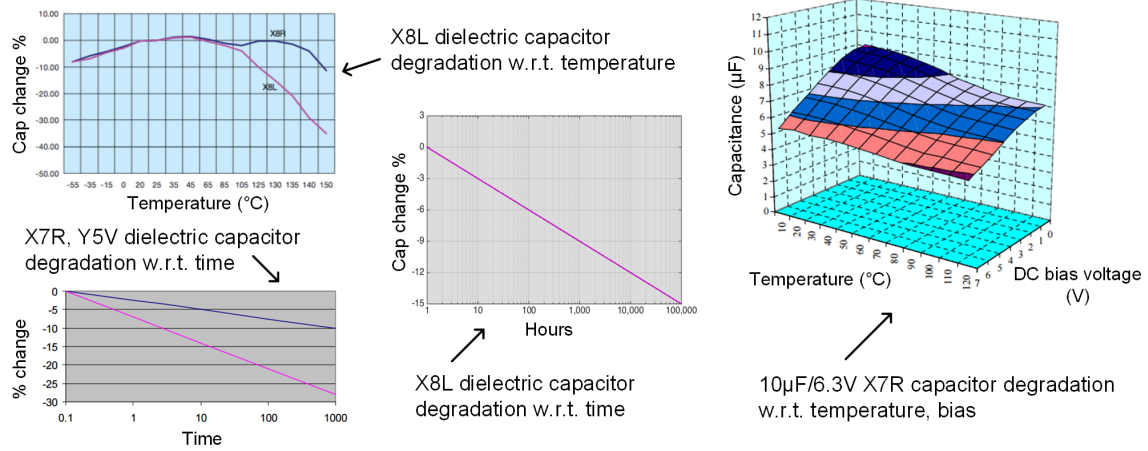 10.00
0.00
-10.00
-20.00
-30.00
-40.00
-50.00
Cap change %
X8R
X8L
-55 -35 -15 0 20 25 35 45 65 85 105 125 130 135 140 150
Temperature (°C)
X8L dielectric capacitor
degradation w.r.t. temperature
X7R, Y5V dielectric capacitor
degradation w.r.t. time
0
-5
-10
-15
-20
-25
-30
% change
0.1 1 10 100 1000
Time
3
0
-3
-6
-9
-12
-15
Cap change %
1 10 100 1,000 10,000 100,000
Hours
X8L dielectric capacitor
degradation w.r.t. time
12
11
10
9
8
7
6
5
4
3
2
1
0
Capacitance (µF)
10 20 30 40 50 60 70 80 90 100 110 120
Temperature (°C)
7 6 5 4 3 2 1 0
DC bias voltage
(V)
10µF/6.3V X7R capacitor degradation
w.r.t. temperature, bias